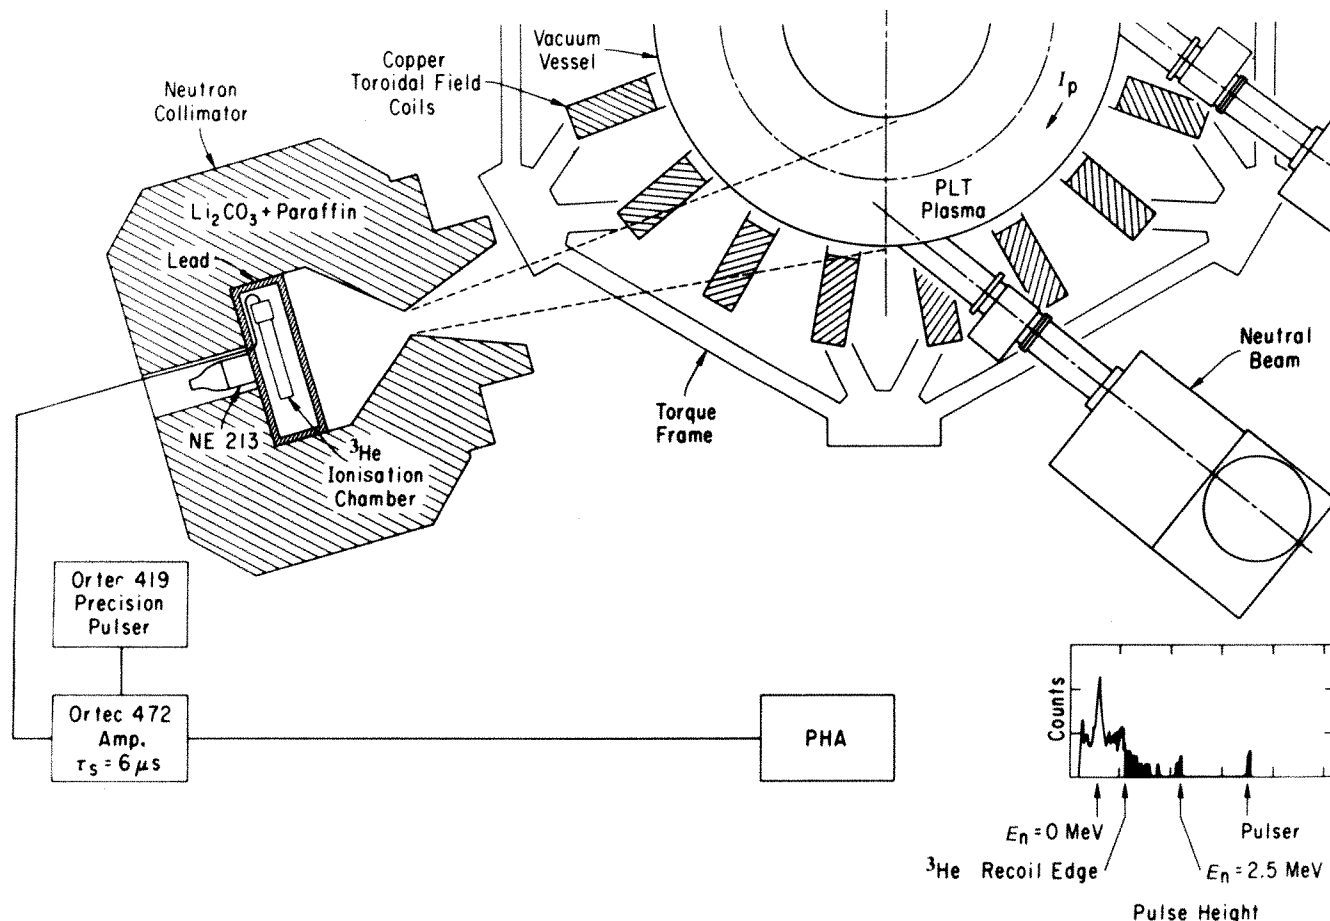 Neutron
Collimator
Copper
Toroidal Field
Coils
Vacuum
Vessel
I_p
Li₂CO₃ + Paraffin
Lead
PLT
Plasma
NE 213
³He
Ionisation
Chamber
Torque
Frame
Neutral
Beam
Ortec 419
Precision
Pulser
Ortec 472
Amp.
τ_s = 6 μs
PHA
Counts
E_n = 0 MeV
Pulser
³He Recoil Edge
E_n = 2.5 MeV
Pulse Height